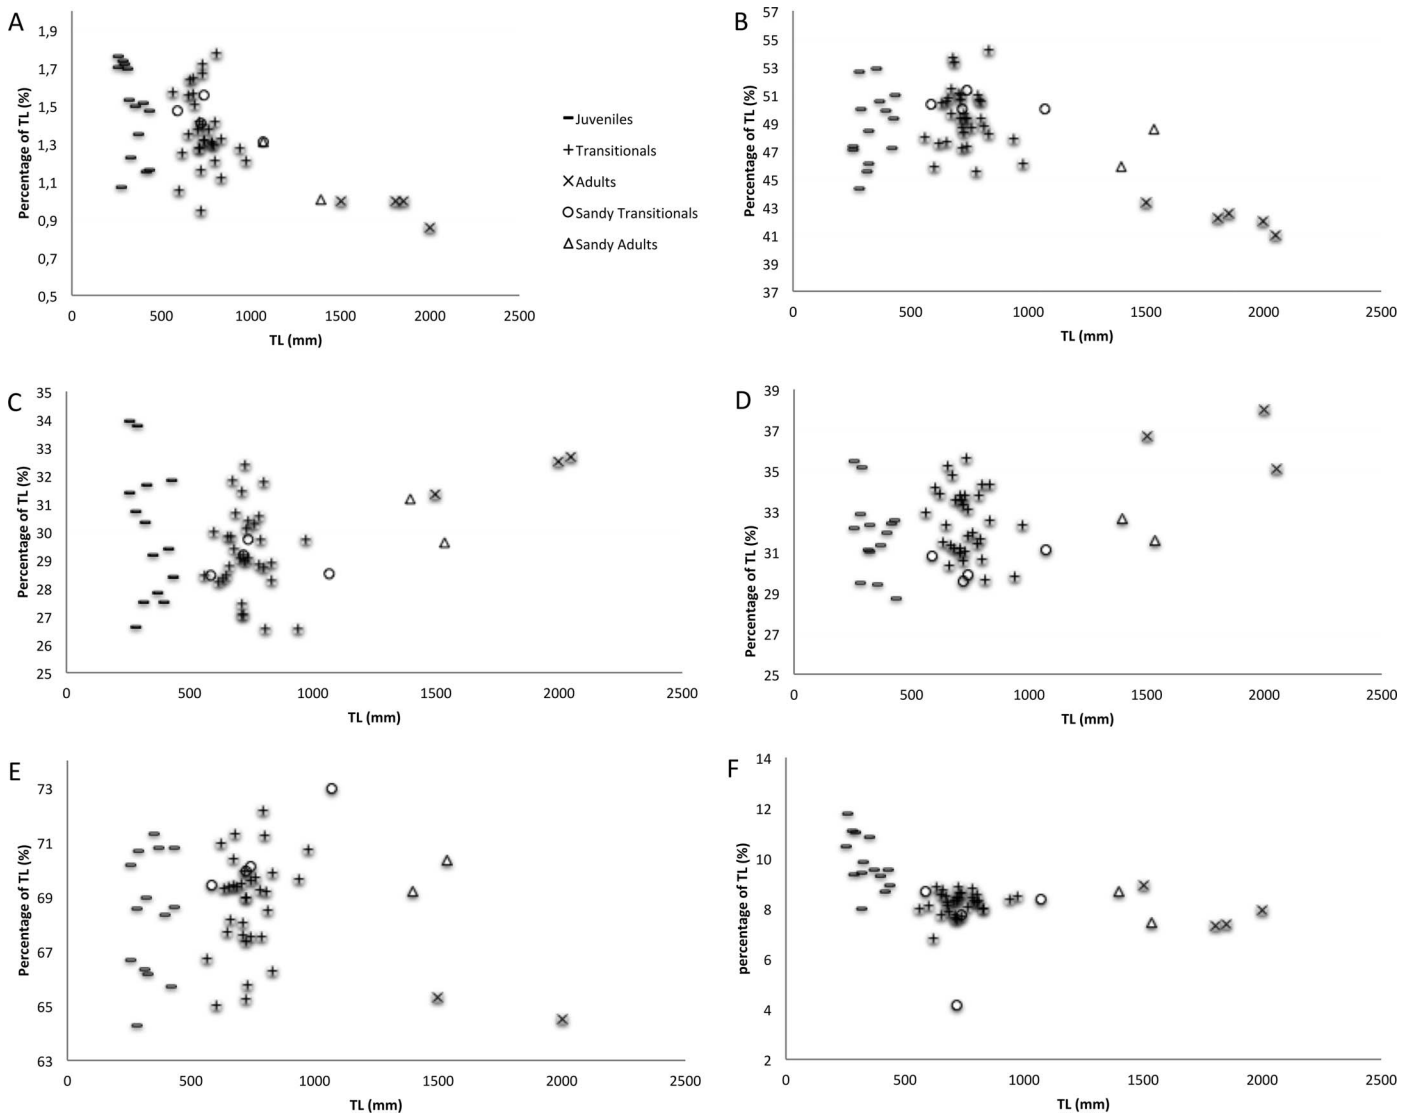 A
Percentage of TL (%)
1,9
1,7
1,5
1,3
1,1
0,9
0,7
0,5
0 500 1000 1500 2000 2500
TL (mm)
Juveniles
Transitionals
Adults
Sandy Transitionals
Sandy Adults
B
Percentage of TL (%)
57
55
53
51
49
47
45
43
41
39
37
0 500 1000 1500 2000 2500
TL (mm)
C
Percentage of TL (%)
35
34
33
32
31
30
29
28
27
26
25
0 500 1000 1500 2000 2500
TL (mm)
D
Percentage of TL (%)
39
37
35
33
31
29
27
25
0 500 1000 1500 2000 2500
TL (mm)
E
Percentage of TL (%)
73
71
69
67
65
63
0 500 1000 1500 2000 2500
TL (mm)
F
percentage of TL (%)
14
12
10
8
6
4
2
0 500 1000 1500 2000 2500
TL (mm)